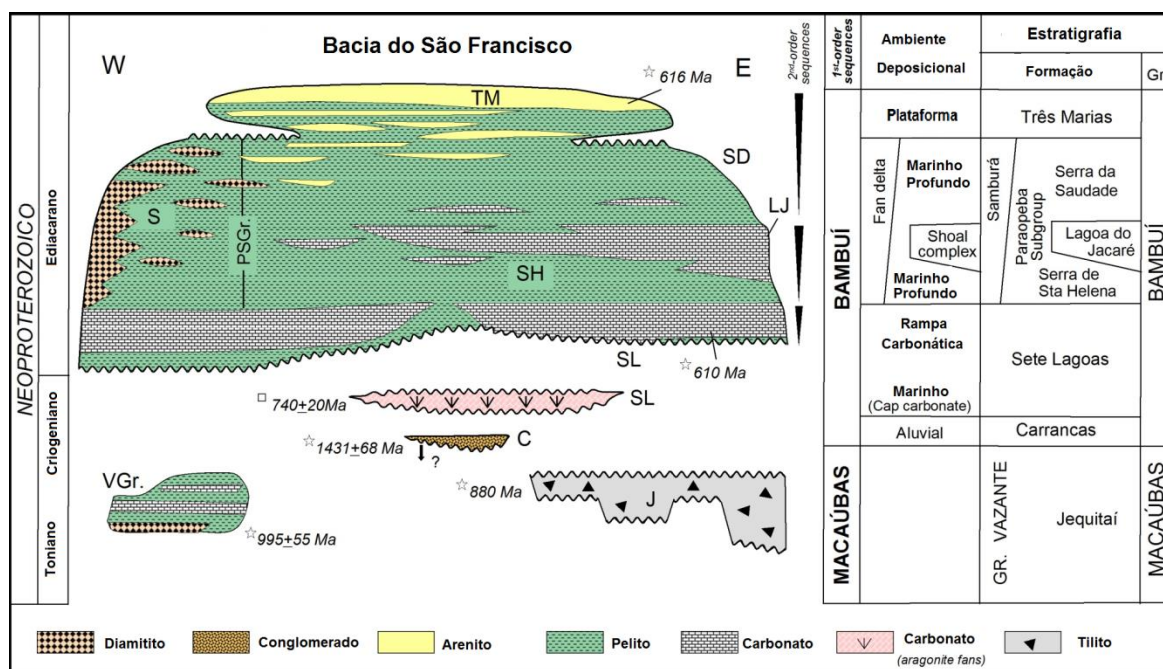 Bacia do São Francisco
W
E
NEOPROTEROZOICO
Ediacarano
Criogeniano
Toniano
616 Ma
TM
SD
LJ
S
PSGr.
SH
SL
610 Ma
740+20Ma
SL
1431+68 Ma
C
?
VGr.
880 Ma
J
995+55 Ma
2nd-order
sequences
1st-order
sequences
Ambiente
Deposicional
Estratigrafia
Formação
Gr
BAMBUÍ
Plataforma
Três Marias
BAMBUÍ
Fan delta
Marinho
Profundo
Shoal
complex
Marinho
Profundo
Samburá
Paraopeba
Subgroup
Serra da
Saudade
Lagoa do
Jacaré
Serra de
Sta Helena
Rampa
Carbonática
Marinho
(Cap carbonate)
Sete Lagoas
Aluvial
Carrancas
MACAÚBAS
GR. VAZANTE
Jequitaí
MACAÚBAS
Diamitito
Conglomerado
Arenito
Pelito
Carbonato
Carbonato
(aragonite fans)
Tilito